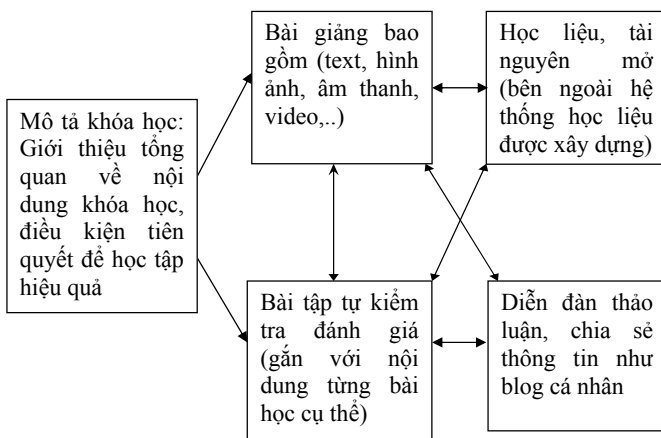 Mô tả khóa học:
Giới thiệu tổng
quan về nội
dung khóa học,
điều kiện tiên
quyết để học tập
hiệu quả
Bài giảng bao
gồm (text, hình
ảnh, âm thanh,
video,..)
Học liệu, tài
nguyên mở
(bên ngoài hệ
thống học liệu
được xây dựng)
Bài tập tự kiểm
tra đánh giá
(gắn với nội
dung từng bài
học cụ thể)
Diễn đàn thảo
luận, chia sẻ
thông tin như
blog cá nhân